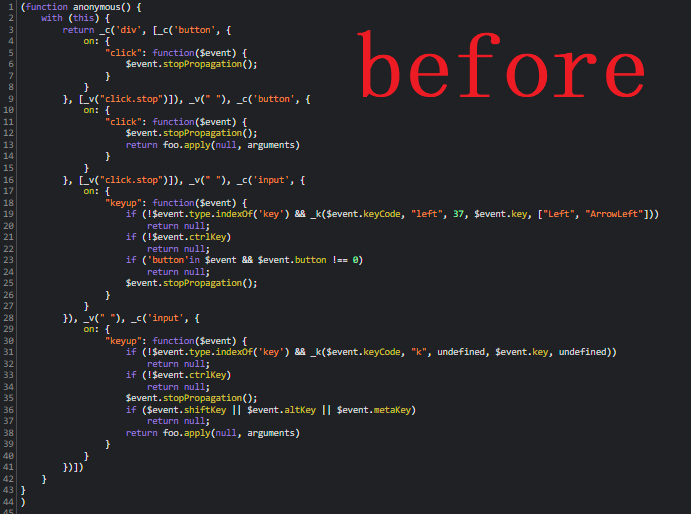 before
1 (function anonymous() {
2     with (this) {
3         return _c('div', [_c('button', {
4             on: {
5                 "click": function($event) {
6                     $event.stopPropagation();
7                 }
8             }
9         }, [_v("click.stop")]), _v(" "), _c('button', {
10             on: {
11                 "click": function($event) {
12                     $event.stopPropagation();
13                     return foo.apply(null, arguments)
14                 }
15             }
16         }, [_v("click.stop")]), _v(" "), _c('input', {
17             on: {
18                 "keyup": function($event) {
19                     if (!$event.type.indexOf('key') && _k($event.keyCode, "left", 37, $event.key, ["Left", "ArrowLeft"]))
20                         return null;
21                     if (!$event.ctrlKey)
22                         return null;
23                     if ('button'in $event && $event.button !== 0)
24                         return null;
25                     $event.stopPropagation();
26                 }
27             }
28         }), _v(" "), _c('input', {
29             on: {
30                 "keyup": function($event) {
31                     if (!$event.type.indexOf('key') && _k($event.keyCode, "k", undefined, $event.key, undefined))
32                         return null;
33                     if (!$event.ctrlKey)
34                         return null;
35                     $event.stopPropagation();
36                     if ($event.shiftKey || $event.altKey || $event.metaKey)
37                         return null;
38                     return foo.apply(null, arguments)
39                 }
40             }
41         })])
42     }
43 }
44 )
45